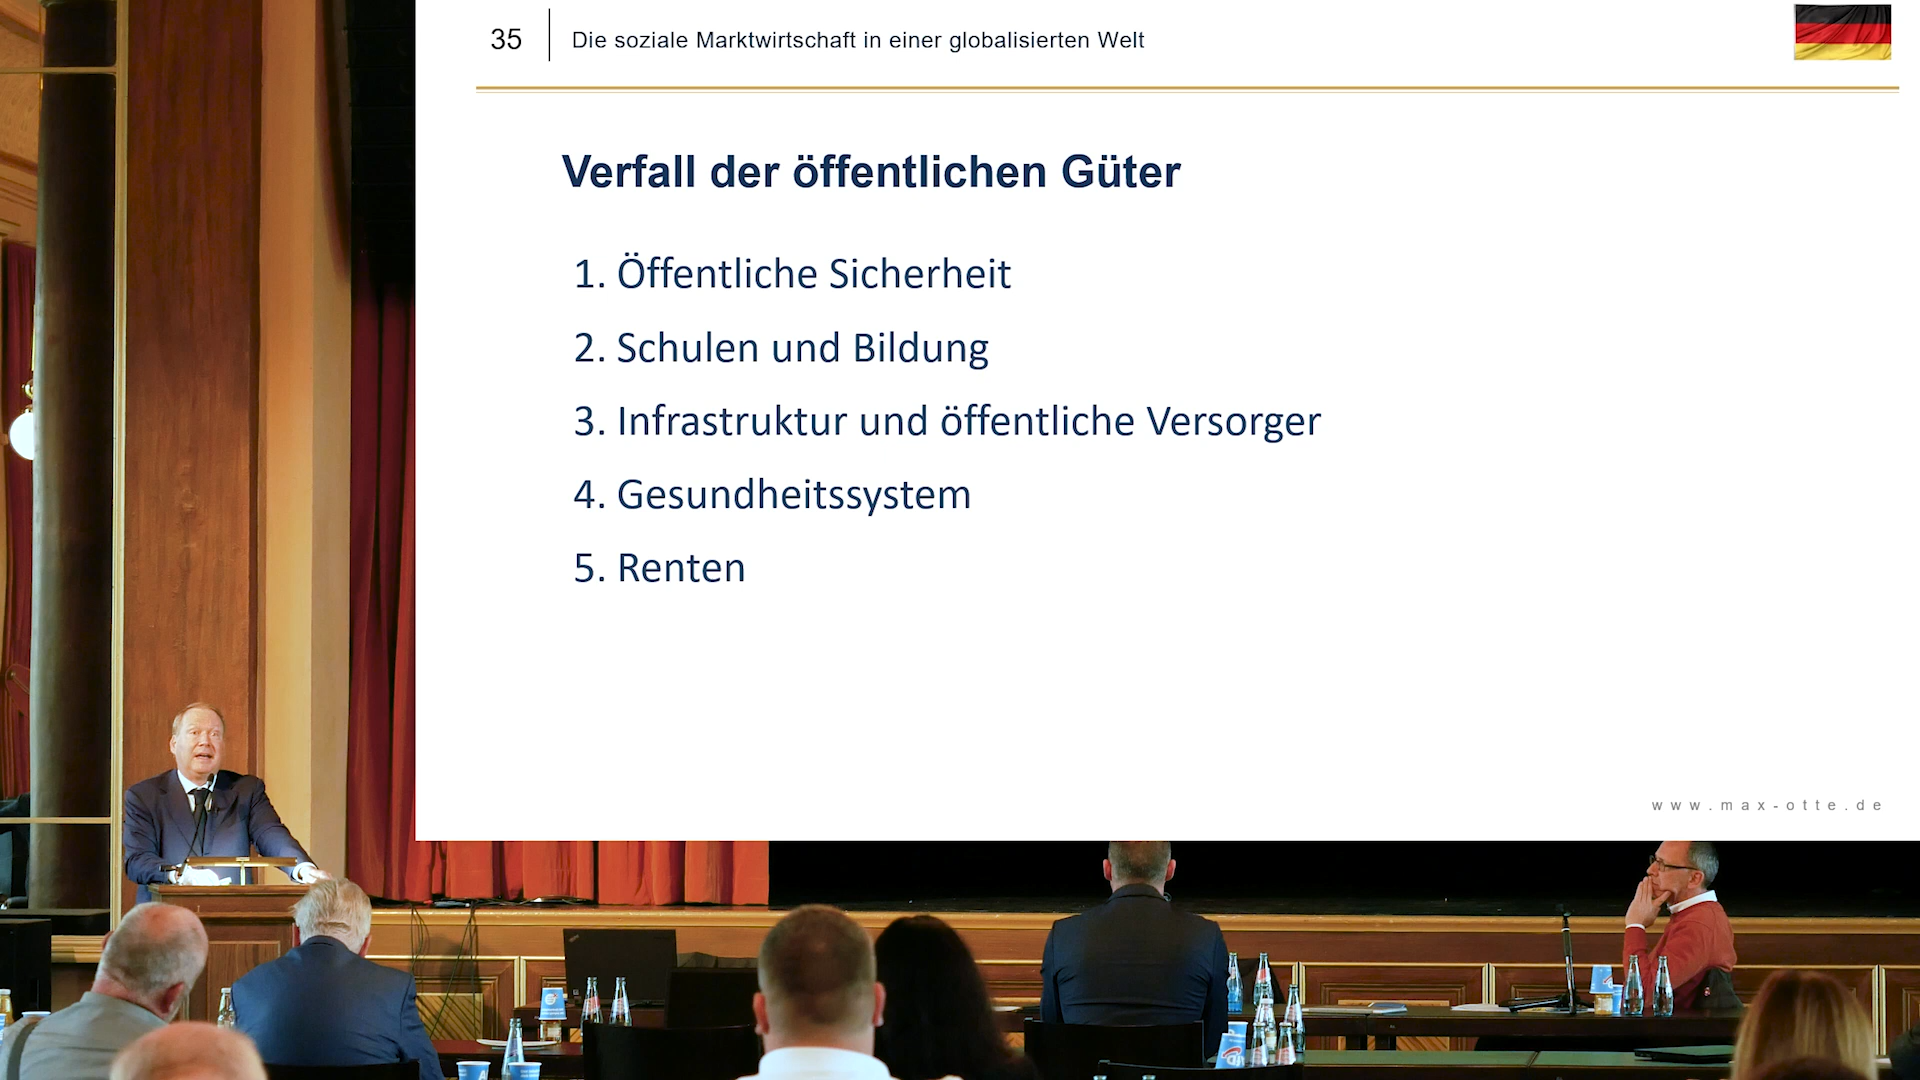 35
Die soziale Marktwirtschaft in einer globalisierten Welt
Verfall der öffentlichen Güter
1. Öffentliche Sicherheit
2. Schulen und Bildung
3. Infrastruktur und öffentliche Versorger
4. Gesundheitssystem
5. Renten
www.max-otte.de